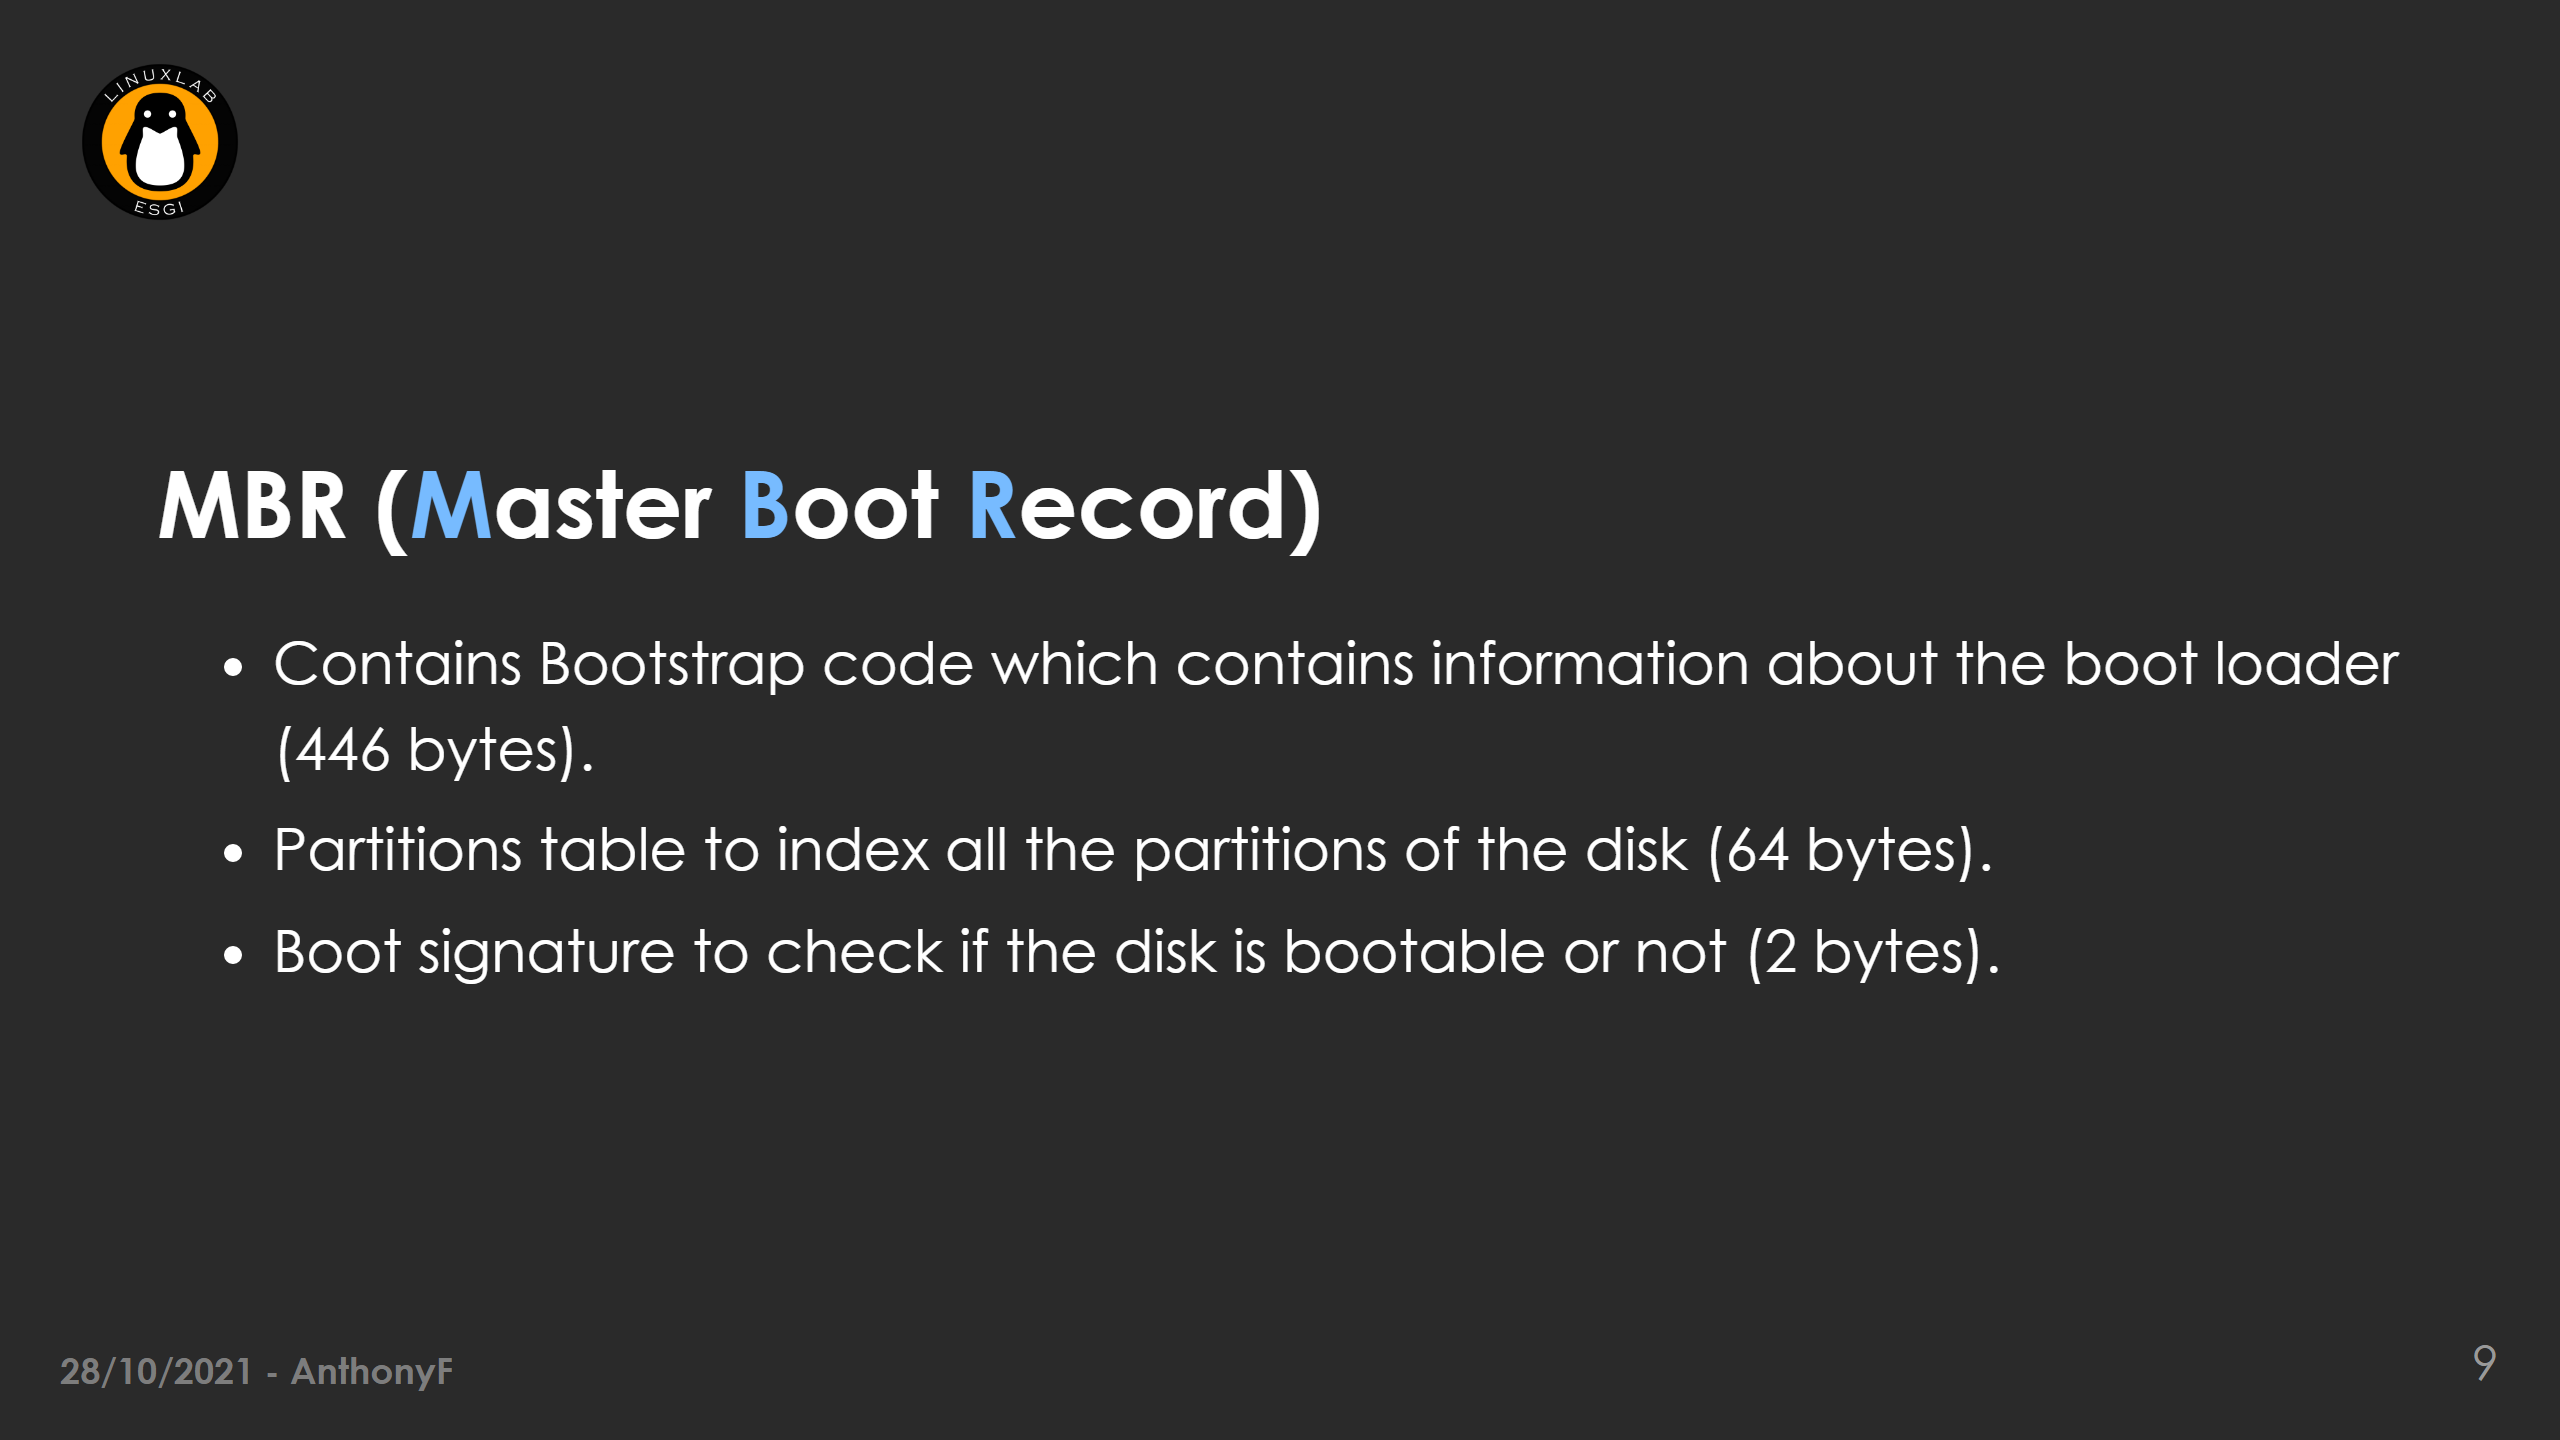 LINUXLAB
ESGI
MBR (Master Boot Record)
• Contains Bootstrap code which contains information about the boot loader
(446 bytes).
• Partitions table to index all the partitions of the disk (64 bytes).
• Boot signature to check if the disk is bootable or not (2 bytes).
28/10/2021 - AnthonyF
9